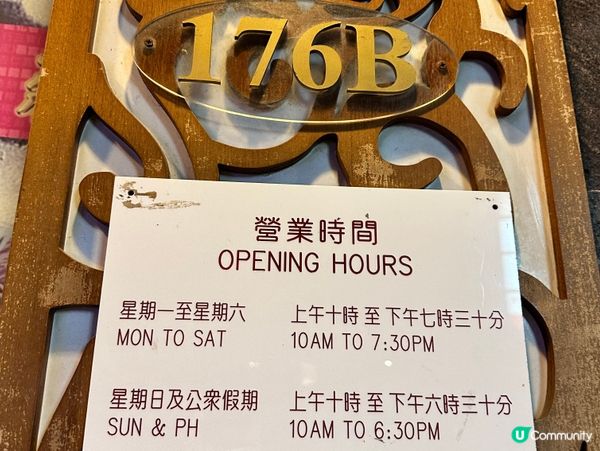 176B
營業時間
OPENING HOURS
星期一至星期六 上午十時至下午七時三十分
MON TO SAT 10AM TO 7:30PM
星期日及公眾假期 上午十時至下午六時三十分
SUN & PH 10AM TO 6:30PM
U Community